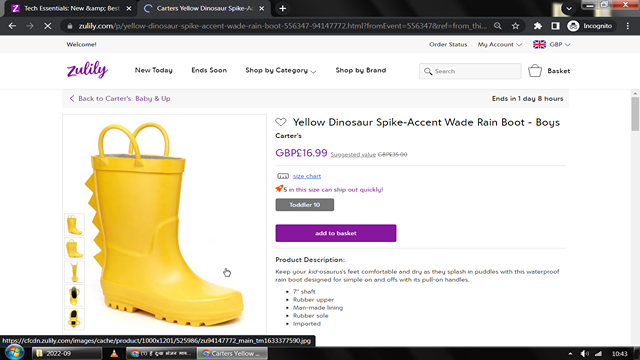 Tech Essentials: New &amp; Best
Carters Yellow Dinosaur Spike-Ac
zulily.com/p/yellow-dinosaur-spike-accent-wade-rain-boot-556347-94147772.html?fromEvent=556347&ref=from_thi...
Incognito
Welcome!
Order Status
My Account
GBP
zulily
New Today
Ends Soon
Shop by Category
Shop by Brand
Search
Basket
< Back to Carter's: Baby & Up
Ends in 1 day 8 hours
Yellow Dinosaur Spike-Accent Wade Rain Boot - Boys
Carter's
GBP£16.99 Suggested value GBP£35.00
size chart
5 in this size can ship out quickly!
Toddler 10
add to basket
Product Description:
Keep your kid-osaurus's feet comfortable and dry as they splash in puddles with this waterproof
rain boot designed for simple on and offs with its pull-on handles.
• 7'' shaft
• Rubber upper
• Man-made lining
• Rubber sole
• Imported
https://cfcdn.zulily.com/images/cache/product/1000x1201/525986/zu94147772_main_tm1633377590.jpg
2022-09
Carters Yellow ...
10:43